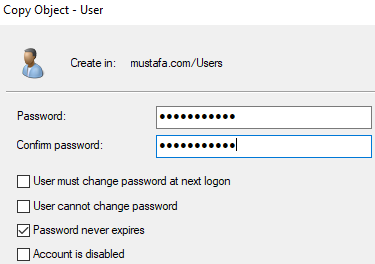 Copy Object - User
Create in: mustafa.com/Users
Password: •••••••••••
Confirm password: •••••••••••
User must change password at next logon
User cannot change password
Password never expires
Account is disabled